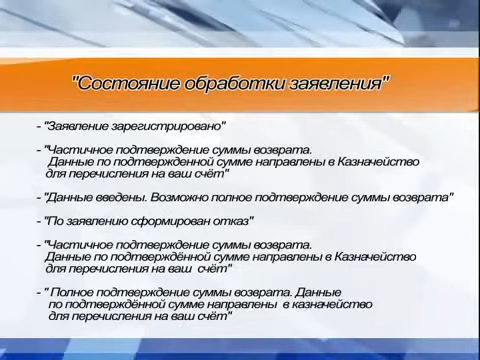 "Состояние обработки заявления"
- "Заявление зарегистрировано"
- "Частичное подтверждение суммы возврата.
Данные по подтвержденной сумме направлены в Казначейство
для перечисления на ваш счёт"
- "Данные введены. Возможно полное подтверждение суммы возврата"
- "По заявлению сформирован отказ"
- "Частичное подтверждение суммы возврата.
Данные по подтверждённой сумме направлены в Казначейство
для перечисления на ваш счёт"
- " Полное подтверждение суммы возврата. Данные
по подтверждённой сумме направлены в казначейство
для перечисления на ваш счёт"